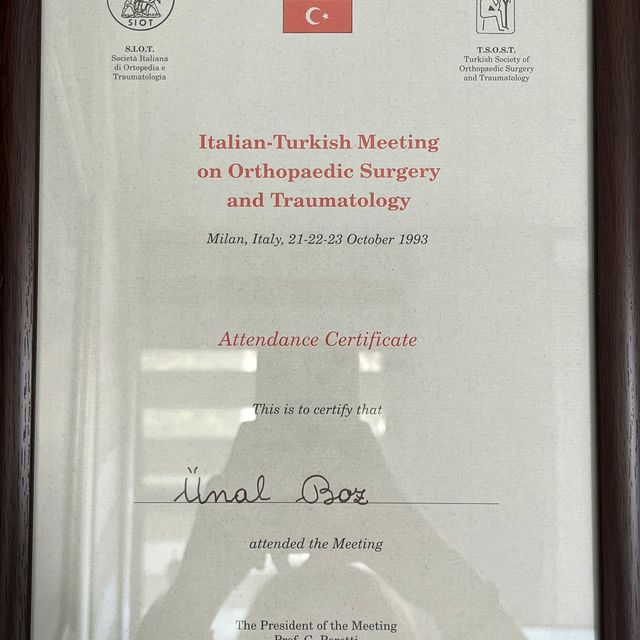 SIOT
S.I.O.T.
Società Italiana
di Ortopedia e
Traumatologia
T.S.O.S.T.
Turkish Society of
Orthopaedic Surgery
and Traumatology
Italian-Turkish Meeting
on Orthopaedic Surgery
and Traumatology
Milan, Italy, 21-22-23 October 1993
Attendance Certificate
This is to certify that
Ünal Boz
attended the Meeting
The President of the Meeting
Prof. G. Peretti